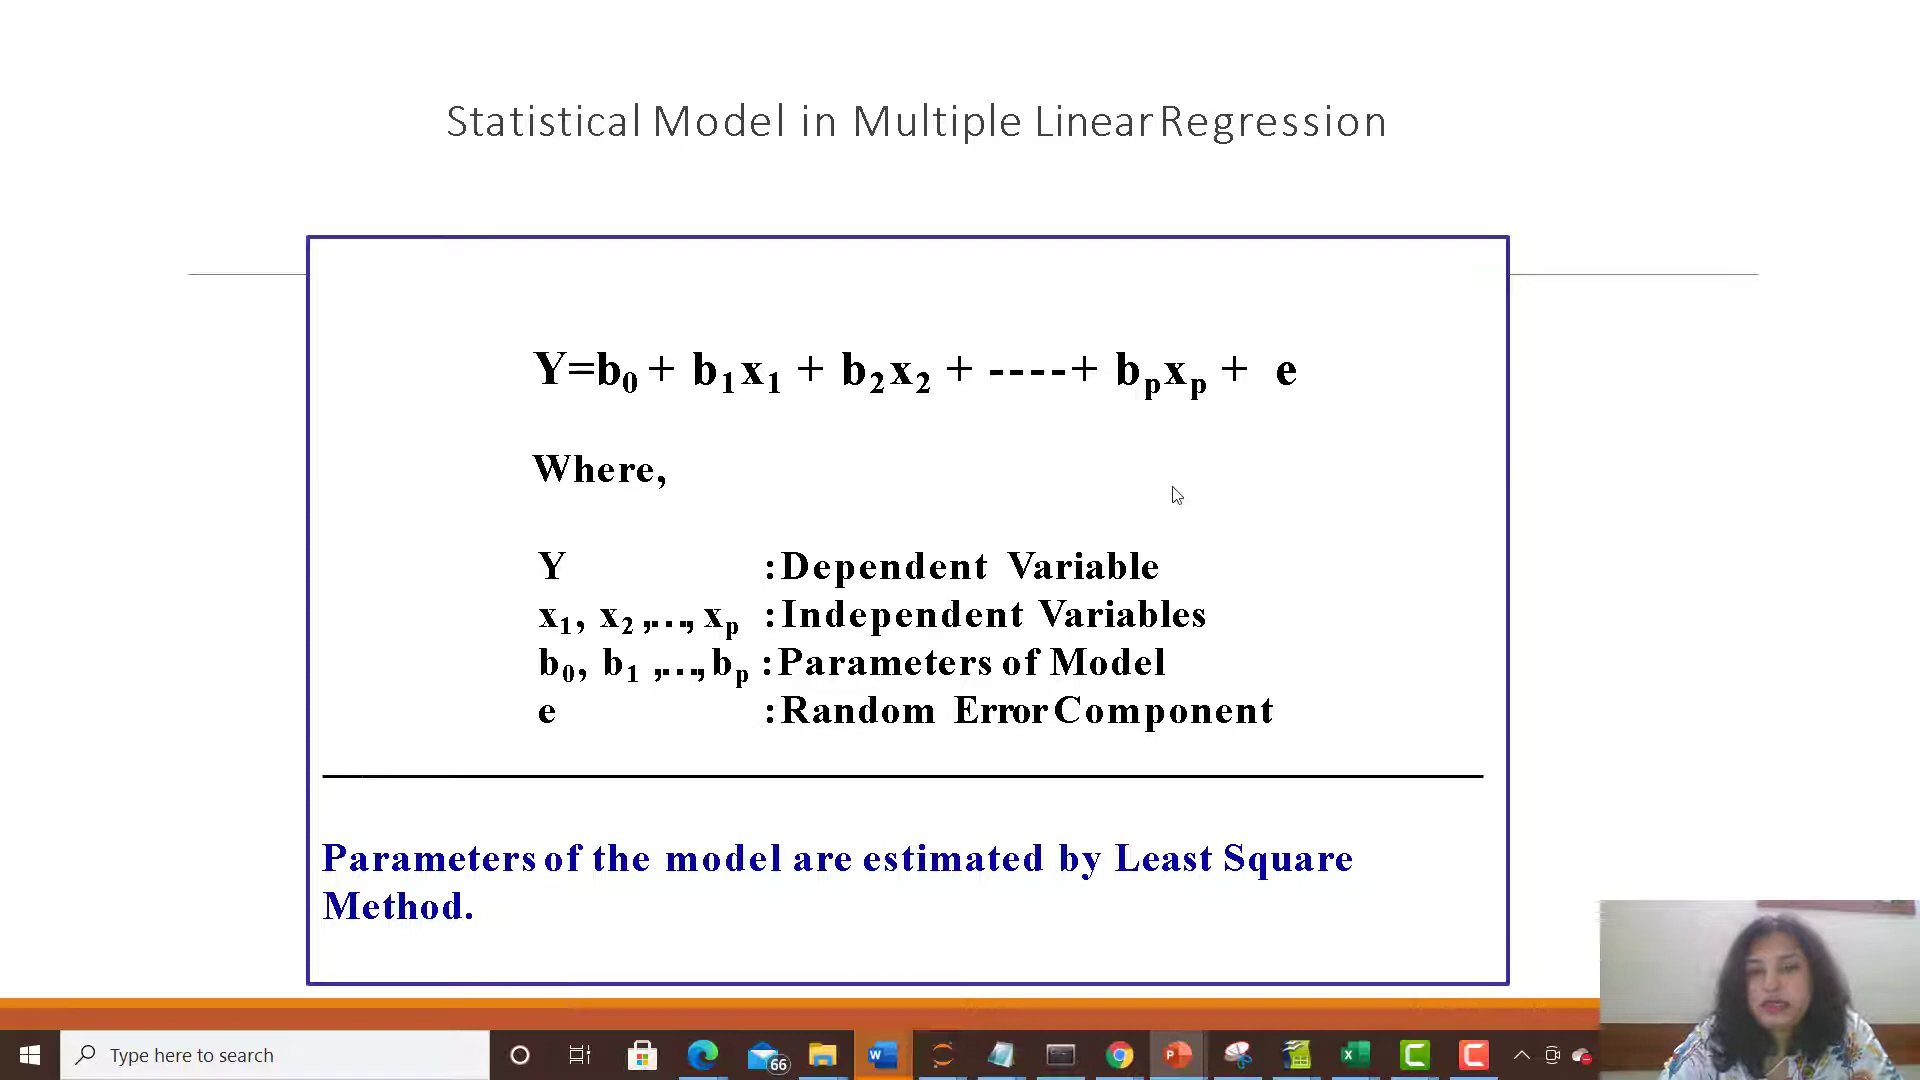 Statistical Model in Multiple Linear Regression
Y=b₀ + b₁x₁ + b₂x₂ + ----+ bₚxₚ + e
Where,
Y :Dependent Variable
x₁, x₂ ,…, xₚ :Independent Variables
b₀, b₁ ,…, bₚ :Parameters of Model
e :Random Error Component
Parameters of the model are estimated by Least Square
Method.
Type here to search
66